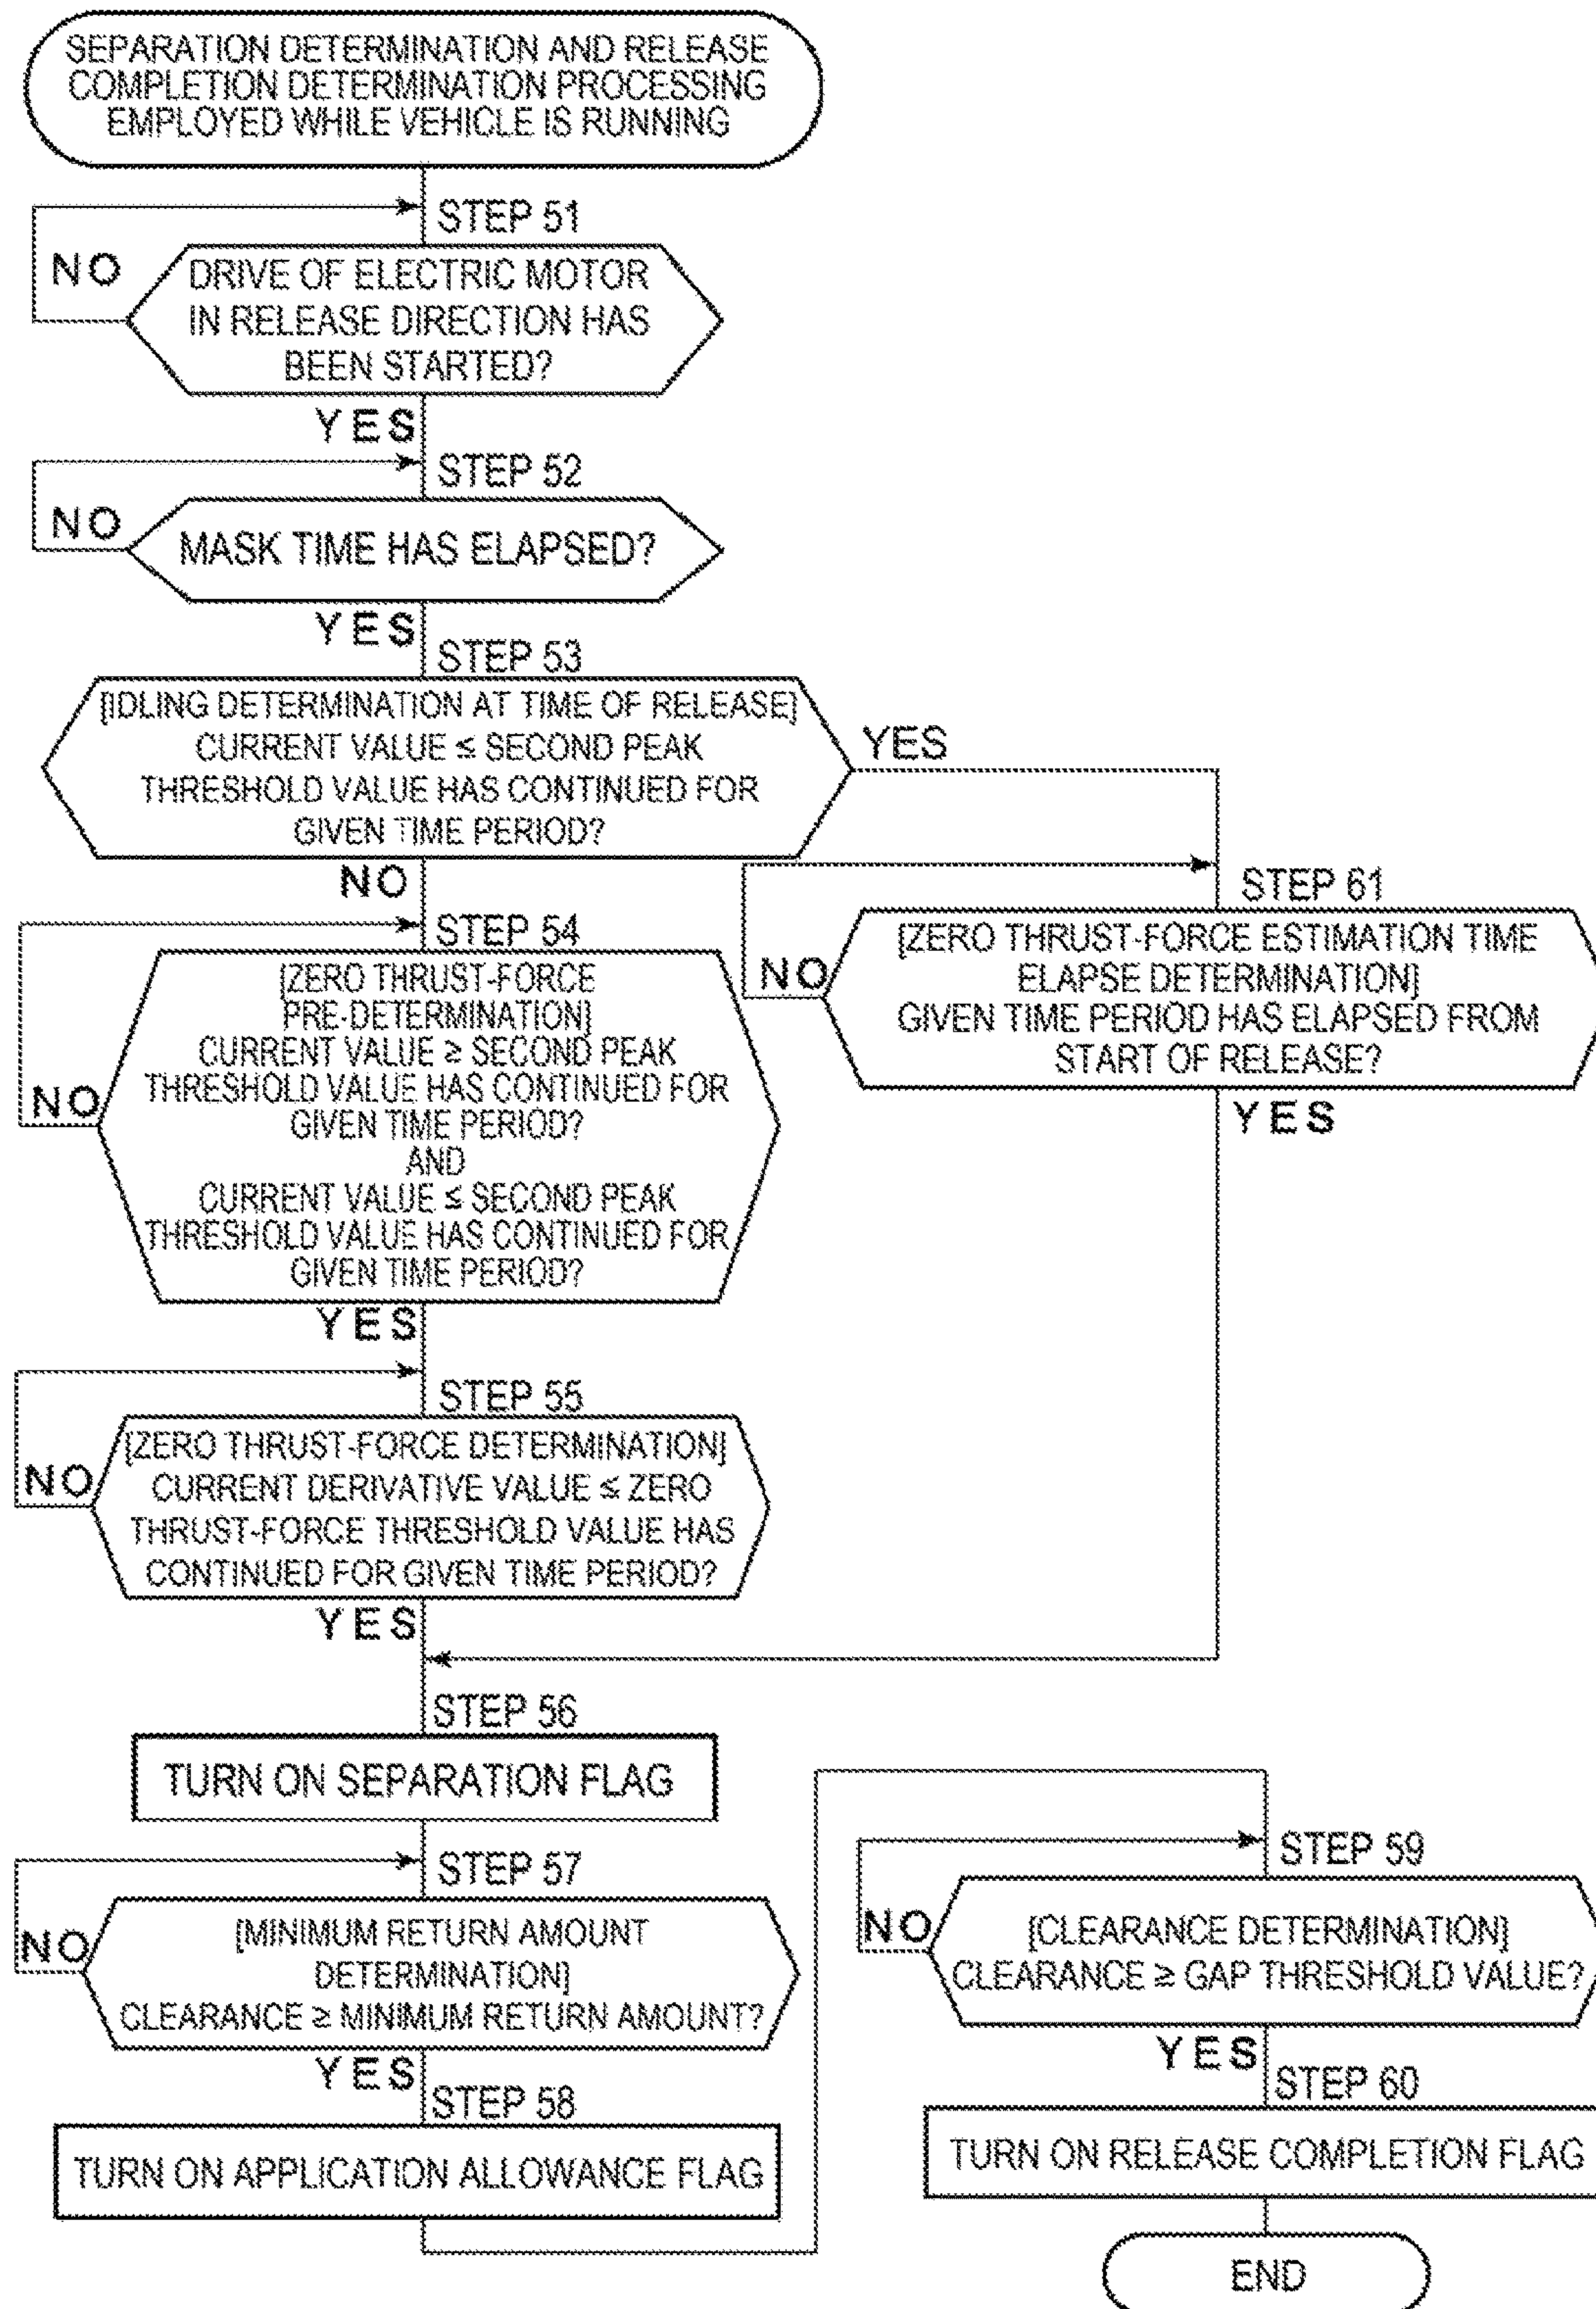 SEPARATION DETERMINATION AND RELEASE
COMPLETION DETERMINATION PROCESSING
EMPLOYED WHILE VEHICLE IS RUNNING
STEP 51
NO
DRIVE OF ELECTRIC MOTOR
IN RELEASE DIRECTION HAS
BEEN STARTED?
YES
STEP 52
NO
MASK TIME HAS ELAPSED?
YES
STEP 53
[IDLING DETERMINATION AT TIME OF RELEASE]
CURRENT VALUE ≤ SECOND PEAK
THRESHOLD VALUE HAS CONTINUED FOR
GIVEN TIME PERIOD?
YES
NO
STEP 54
[ZERO THRUST-FORCE
PRE-DETERMINATION]
CURRENT VALUE ≥ SECOND PEAK
THRESHOLD VALUE HAS CONTINUED FOR
GIVEN TIME PERIOD?
AND
CURRENT VALUE ≤ SECOND PEAK
THRESHOLD VALUE HAS CONTINUED FOR
GIVEN TIME PERIOD?
NO
YES
STEP 61
[ZERO THRUST-FORCE ESTIMATION TIME
ELAPSE DETERMINATION]
GIVEN TIME PERIOD HAS ELAPSED FROM
START OF RELEASE?
NO
YES
STEP 55
[ZERO THRUST-FORCE DETERMINATION]
CURRENT DERIVATIVE VALUE ≤ ZERO
THRUST-FORCE THRESHOLD VALUE HAS
CONTINUED FOR GIVEN TIME PERIOD?
NO
YES
STEP 56
TURN ON SEPARATION FLAG
STEP 57
[MINIMUM RETURN AMOUNT
DETERMINATION]
CLEARANCE ≥ MINIMUM RETURN AMOUNT?
NO
YES
STEP 58
TURN ON APPLICATION ALLOWANCE FLAG
STEP 59
[CLEARANCE DETERMINATION]
CLEARANCE ≥ GAP THRESHOLD VALUE?
NO
YES
STEP 60
TURN ON RELEASE COMPLETION FLAG
END